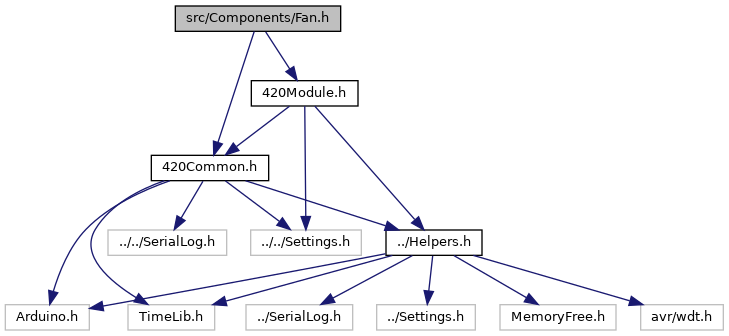 src/Components/Fan.h
420Module.h
420Common.h
../../SerialLog.h
../../Settings.h
../Helpers.h
Arduino.h
TimeLib.h
../SerialLog.h
../Settings.h
MemoryFree.h
avr/wdt.h